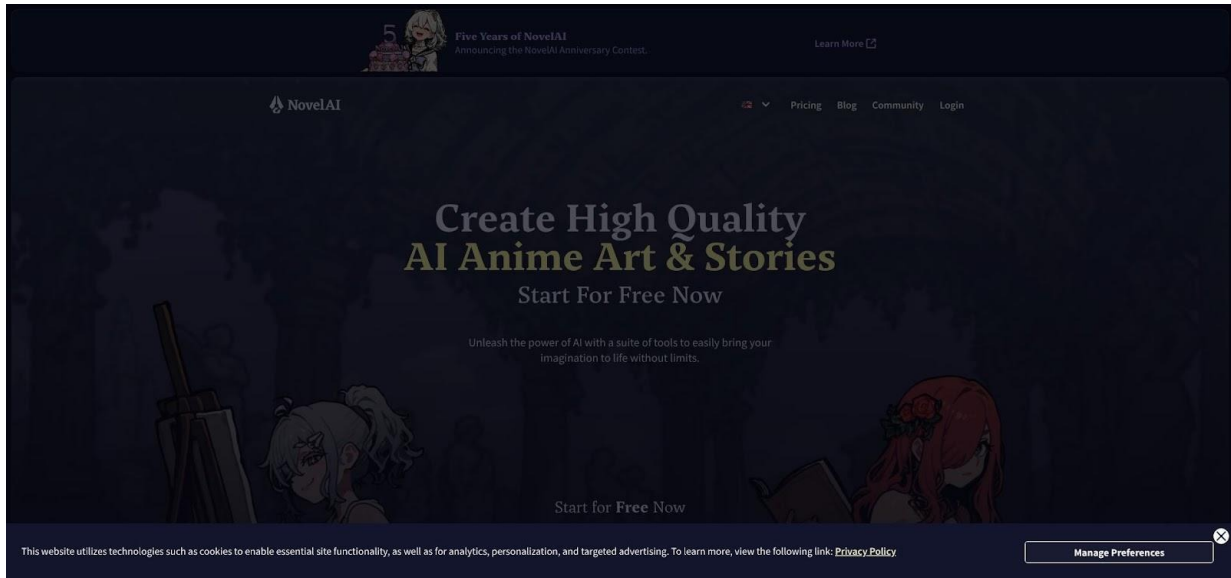 5
Five Years of NovelAI
Announcing the NovelAI Anniversary Contest.
Learn More
NovelAI
Pricing Blog Community Login
Create High Quality
AI Anime Art & Stories
Start For Free Now
Unleash the power of AI with a suite of tools to easily bring your
imagination to life without limits.
Start for Free Now
This website utilizes technologies such as cookies to enable essential site functionality, as well as for analytics, personalization, and targeted advertising. To learn more, view the following link: Privacy Policy
Manage Preferences